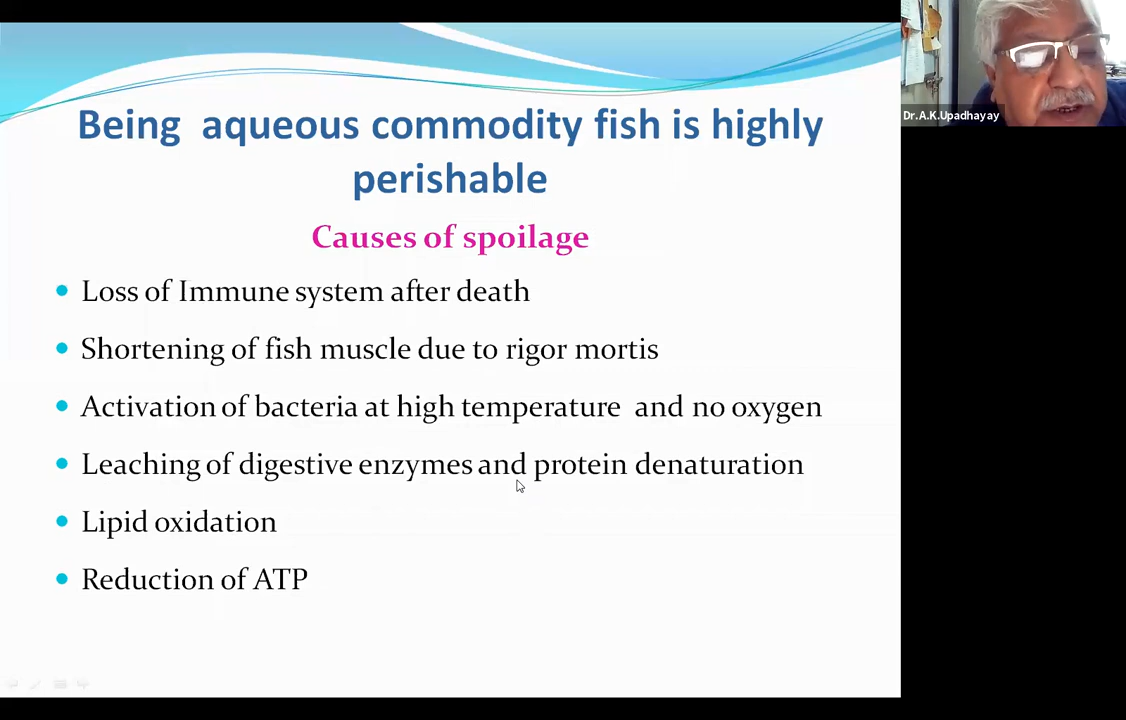 Being aqueous commodity fish is highly
perishable
Causes of spoilage
Loss of Immune system after death
Shortening of fish muscle due to rigor mortis
Activation of bacteria at high temperature and no oxygen
Leaching of digestive enzymes and protein denaturation
Lipid oxidation
Reduction of ATP
Dr.A.K.Upadhayay